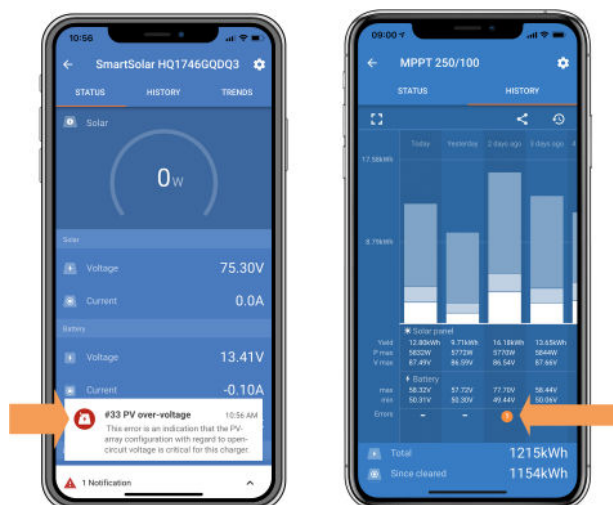 10:56
SmartSolar HQ1746GQDQ3
STATUS HISTORY TRENDS
Solar
0W
Solar
Voltage 75.30V
Current 0.0A
Battery
Voltage 13.41V
Current -0.10A
#33 PV over-voltage 10:56 AM
This error is an indication that the PV-
array configuration with regard to open-
circuit voltage is critical for this charger.
1 Notification
09:00
MPPT 250/100
STATUS HISTORY
Today Yesterday 2 days ago 3 days ago 4
17.58kWh
8.79kWh
Solar panel
Yield 12.80kWh 9.71kWh 16.18kWh 13.65kWh
P max 5832W 5772W 5770W 5844W
V max 87.49V 86.59V 86.54V 87.66V
Battery
max 58.32V 57.72V 77.70V 58.44V
min 50.31V 50.30V 49.44V 50.06V
Errors - - 1
Total 1215kWh
Since cleared 1154kWh